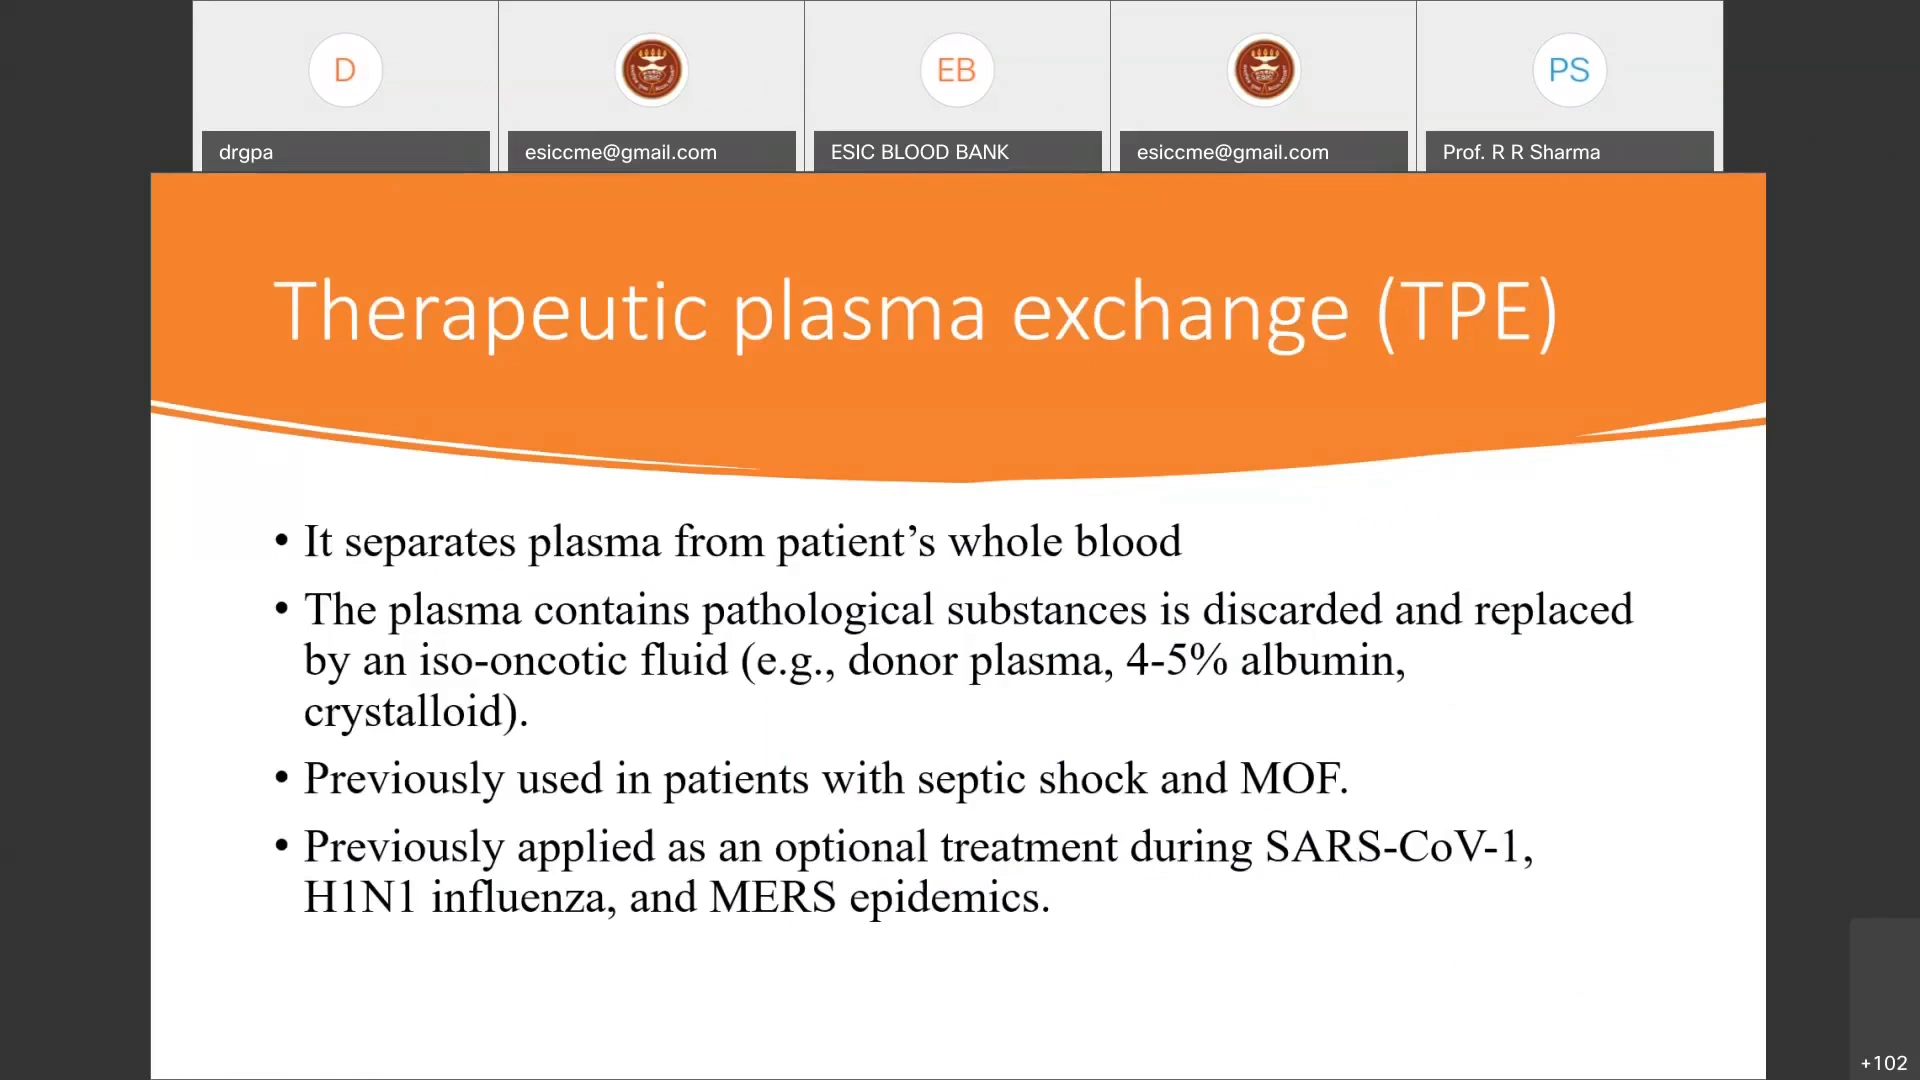 D
EB
PS
drgpa
esiccme@gmail.com
ESIC BLOOD BANK
esiccme@gmail.com
Prof. R R Sharma
Therapeutic plasma exchange (TPE)
• It separates plasma from patient’s whole blood
• The plasma contains pathological substances is discarded and replaced
by an iso-oncotic fluid (e.g., donor plasma, 4-5% albumin,
crystalloid).
• Previously used in patients with septic shock and MOF.
• Previously applied as an optional treatment during SARS-CoV-1,
H1N1 influenza, and MERS epidemics.
+102